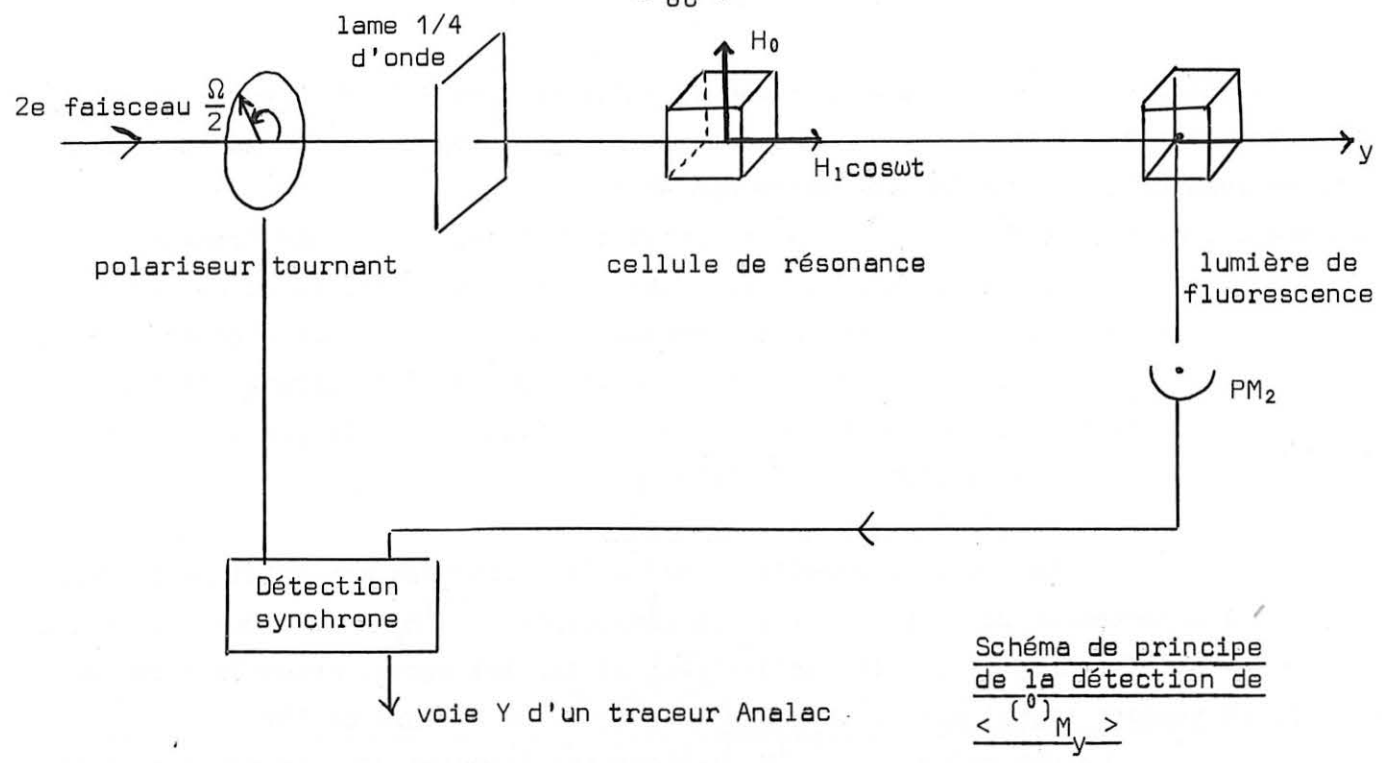 lame 1/4
d'onde
H₀
2e faisceau Ω/2
H₁cosωt
y
polariseur tournant
cellule de résonance
lumière de
fluorescence
PM₂
Détection
synchrone
voie Y d'un traceur Analac
Schéma de principe
de la détection de
< ⁽⁰⁾M_y >